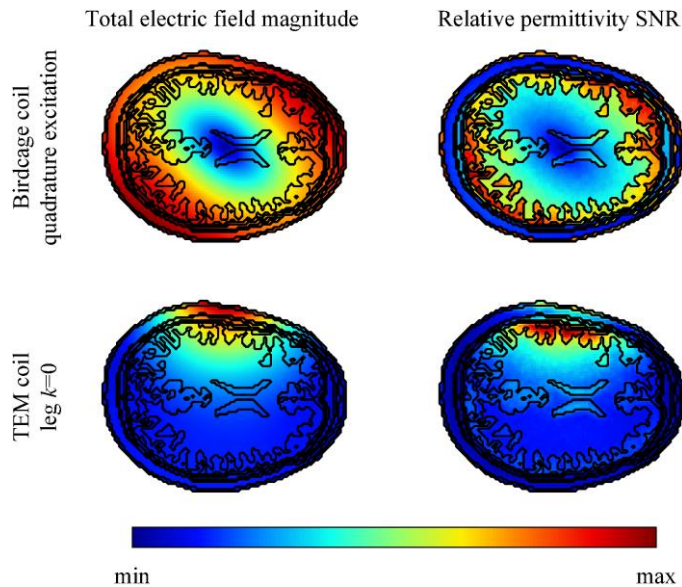 Total electric field magnitude
Relative permittivity SNR
Birdcage coil
quadrature excitation
TEM coil
leg k=0
min
max